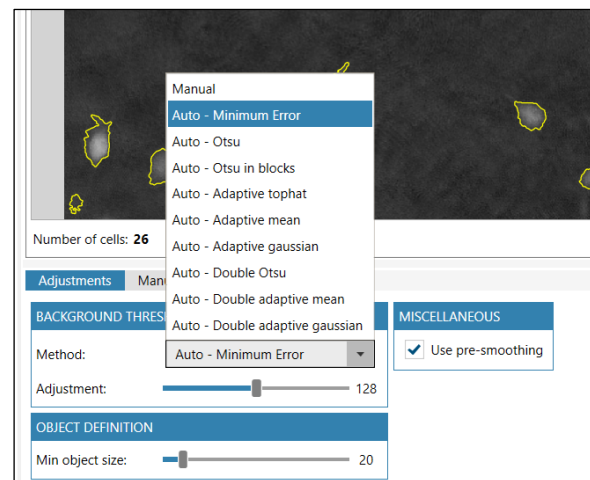 Manual
Auto - Minimum Error
Auto - Otsu
Auto - Otsu in blocks
Auto - Adaptive tophat
Auto - Adaptive mean
Auto - Adaptive gaussian
Auto - Double Otsu
Auto - Double adaptive mean
Auto - Double adaptive gaussian
Number of cells: 26
Adjustments
BACKGROUND
Method: Auto - Minimum Error
Adjustment: 128
MISCELLANEOUS
Use pre-smoothing
OBJECT DEFINITION
Min object size: 20